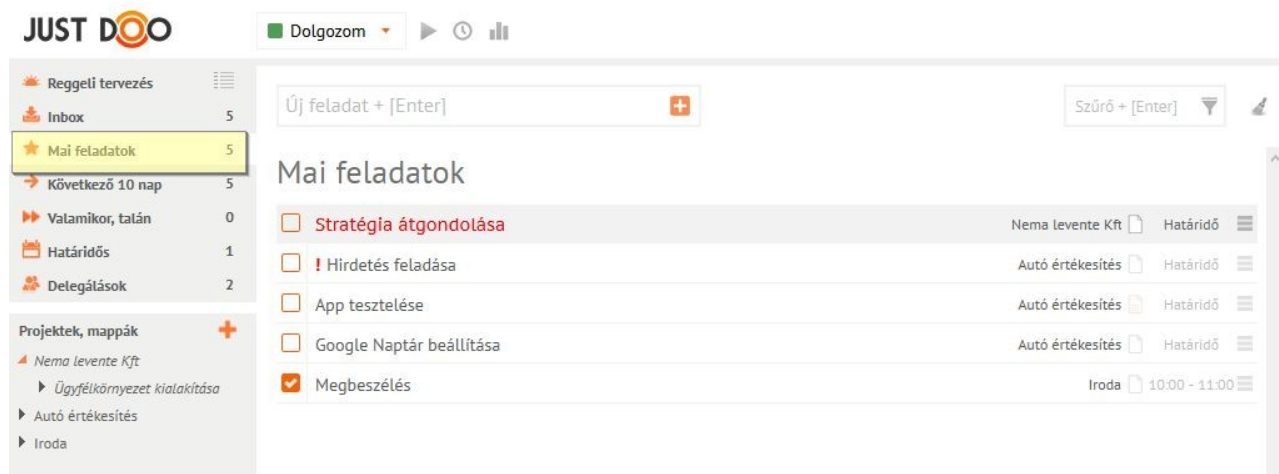 JUST DOO
Dolgozom
Reggeli tervezés
Inbox 5
Mai feladatok 5
Következő 10 nap 5
Valamikor, talán 0
Határidős 1
Delegálások 2
Projektek, mappák
Nema levente Kft
Ügyfélkörnyezet kialakítása
Autó értékesítés
Iroda
Új feladat + [Enter]
Szűrő + [Enter]
Mai feladatok
Stratégia átgondolása Nema levente Kft Határidő
! Hirdetés feladása Autó értékesítés Határidő
App tesztelése Autó értékesítés Határidő
Google Naptár beállítása Autó értékesítés Határidő
Megbeszélés Iroda 10:00 - 11:00